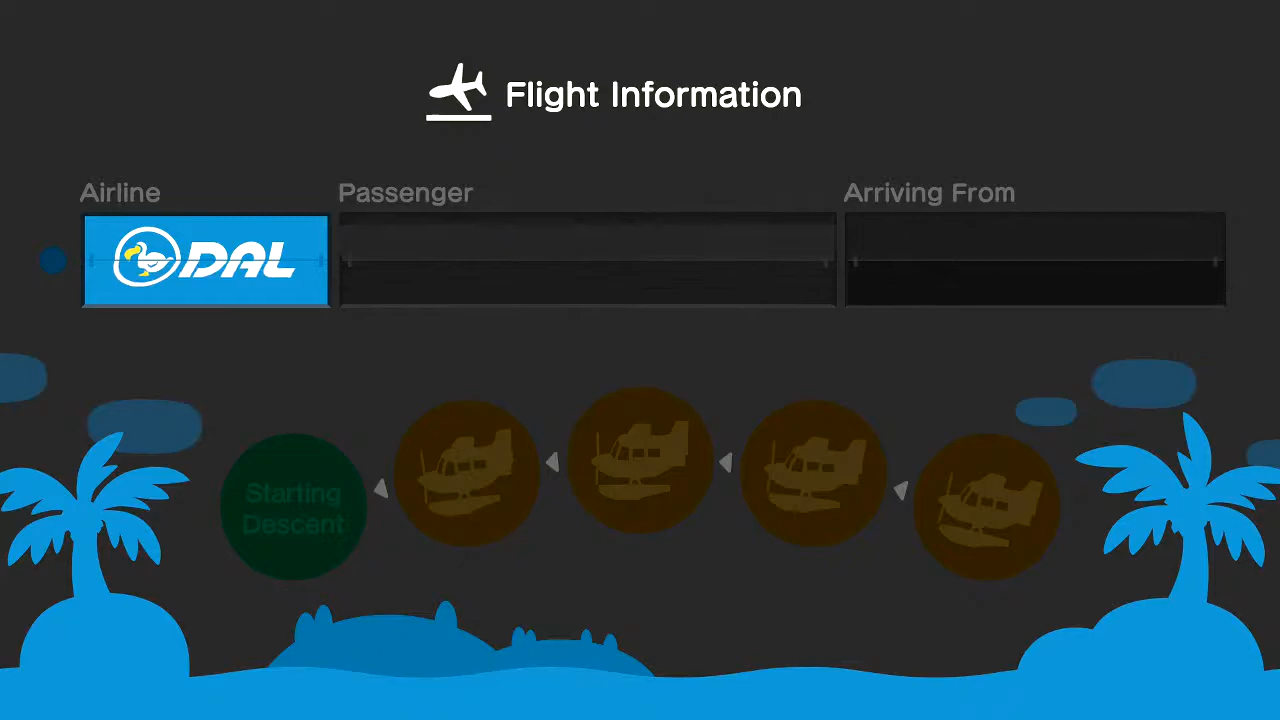 Flight Information
Airline
Passenger
Arriving From
DAL
Starting
Descent